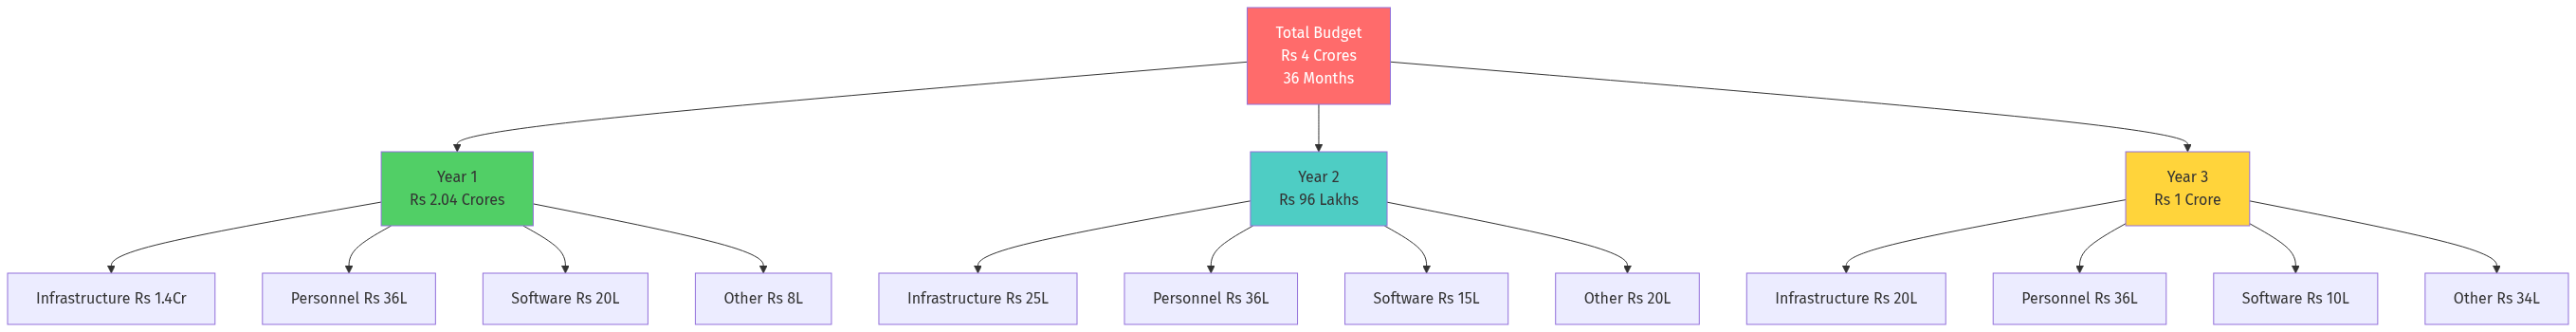 Total Budget
Rs 4 Crores
36 Months
Year 1
Rs 2.04 Crores
Year 2
Rs 96 Lakhs
Year 3
Rs 1 Crore
Infrastructure Rs 1.4Cr
Personnel Rs 36L
Software Rs 20L
Other Rs 8L
Infrastructure Rs 25L
Personnel Rs 36L
Software Rs 15L
Other Rs 20L
Infrastructure Rs 20L
Personnel Rs 36L
Software Rs 10L
Other Rs 34L